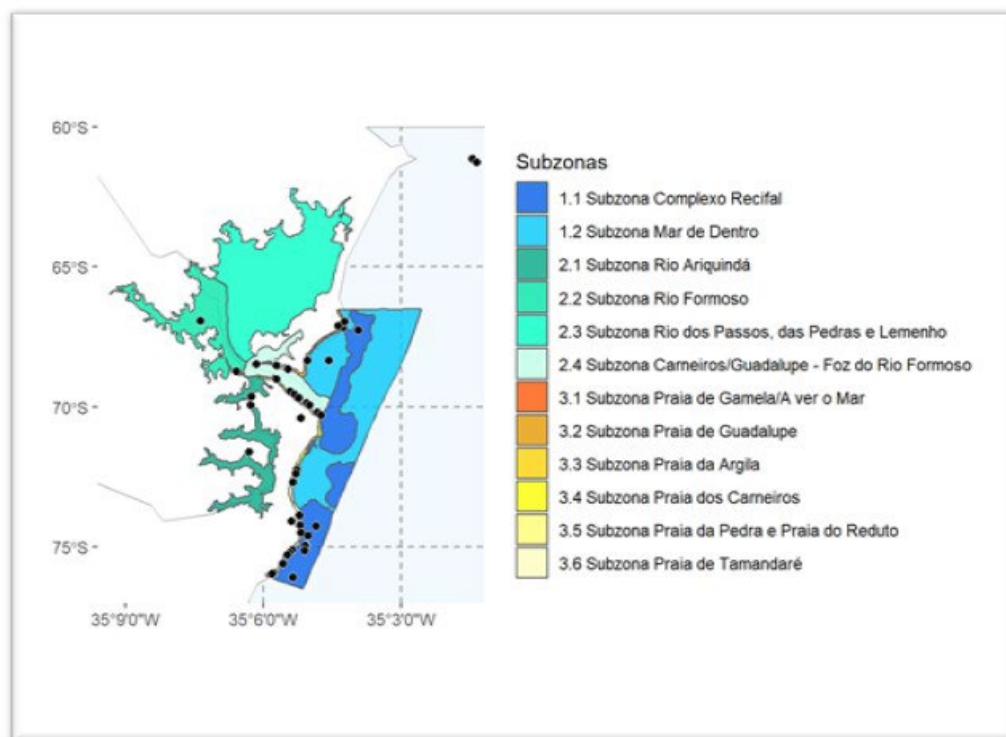 60°S
65°S
70°S
75°S
35°9'0"W
35°6'0"W
35°3'0"W
Subzonas
1.1 Subzona Complexo Recifal
1.2 Subzona Mar de Dentro
2.1 Subzona Rio Ariquindá
2.2 Subzona Rio Formoso
2.3 Subzona Rio dos Passos, das Pedras e Lemenho
2.4 Subzona Carneiros/Guadalupe - Foz do Rio Formoso
3.1 Subzona Praia de Gamela/A ver o Mar
3.2 Subzona Praia de Guadalupe
3.3 Subzona Praia da Argila
3.4 Subzona Praia dos Carneiros
3.5 Subzona Praia da Pedra e Praia do Reduto
3.6 Subzona Praia de Tamandaré